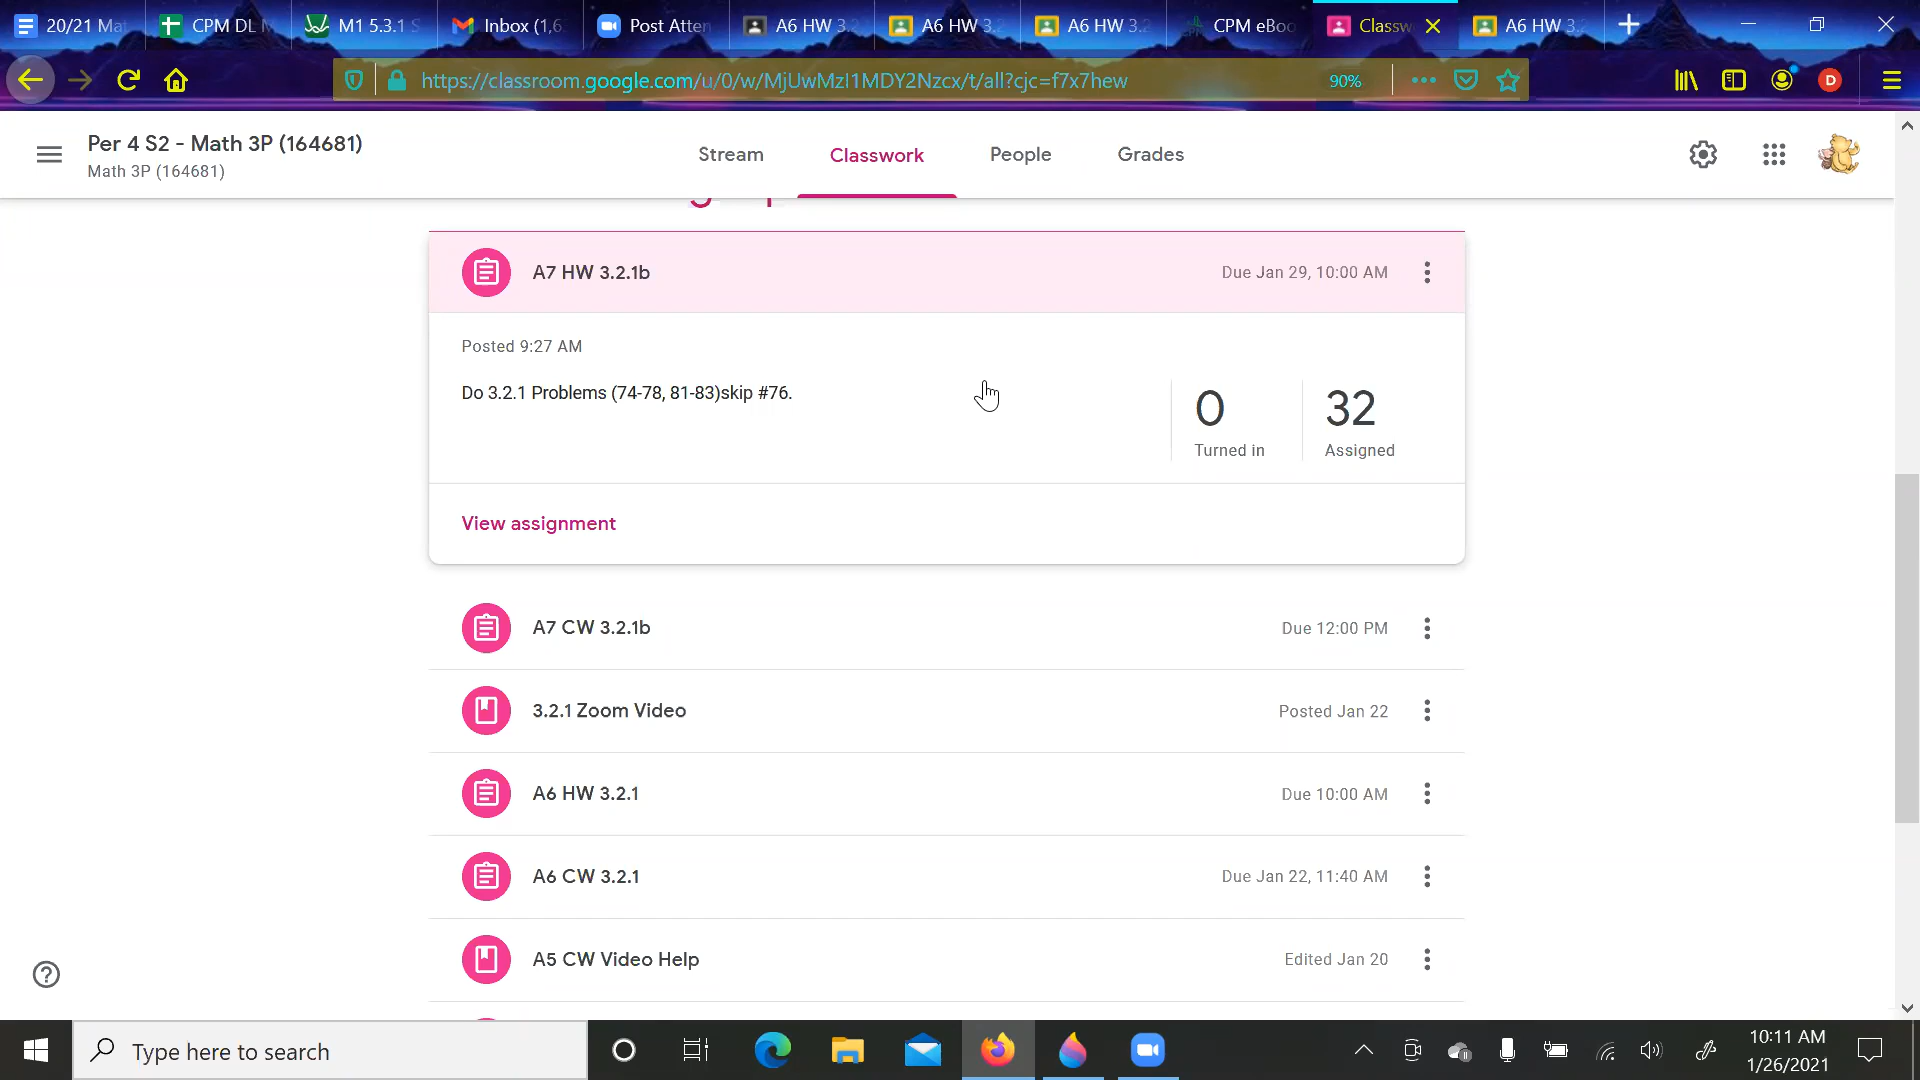 20/21 Ma
CPM DL M
M1 5.3.1 S
Inbox (1,6
Post Atten
A6 HW 3.2
A6 HW 3.2
A6 HW 3.2
CPM eBoo
Classw
A6 HW 3.2
https://classroom.google.com/u/0/w/MjUwMzI1MDY2Nzcx/t/all?cjc=f7x7hew
90%
D
Per 4 S2 - Math 3P (164681)
Math 3P (164681)
Stream
Classwork
People
Grades
A7 HW 3.2.1b
Due Jan 29, 10:00 AM
Posted 9:27 AM
Do 3.2.1 Problems (74-78, 81-83)skip #76.
0
Turned in
32
Assigned
View assignment
A7 CW 3.2.1b
Due 12:00 PM
3.2.1 Zoom Video
Posted Jan 22
A6 HW 3.2.1
Due 10:00 AM
A6 CW 3.2.1
Due Jan 22, 11:40 AM
A5 CW Video Help
Edited Jan 20
Type here to search
10:11 AM
1/26/2021